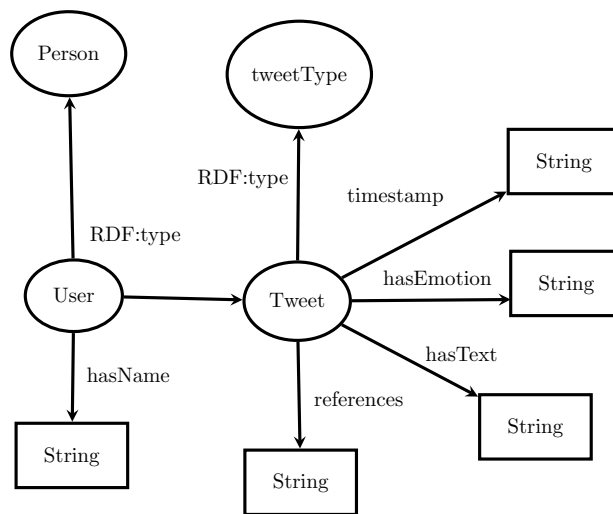 Person
tweetType
String
RDF:type
timestamp
RDF:type
hasEmotion
String
User
Tweet
hasText
hasName
references
String
String
String